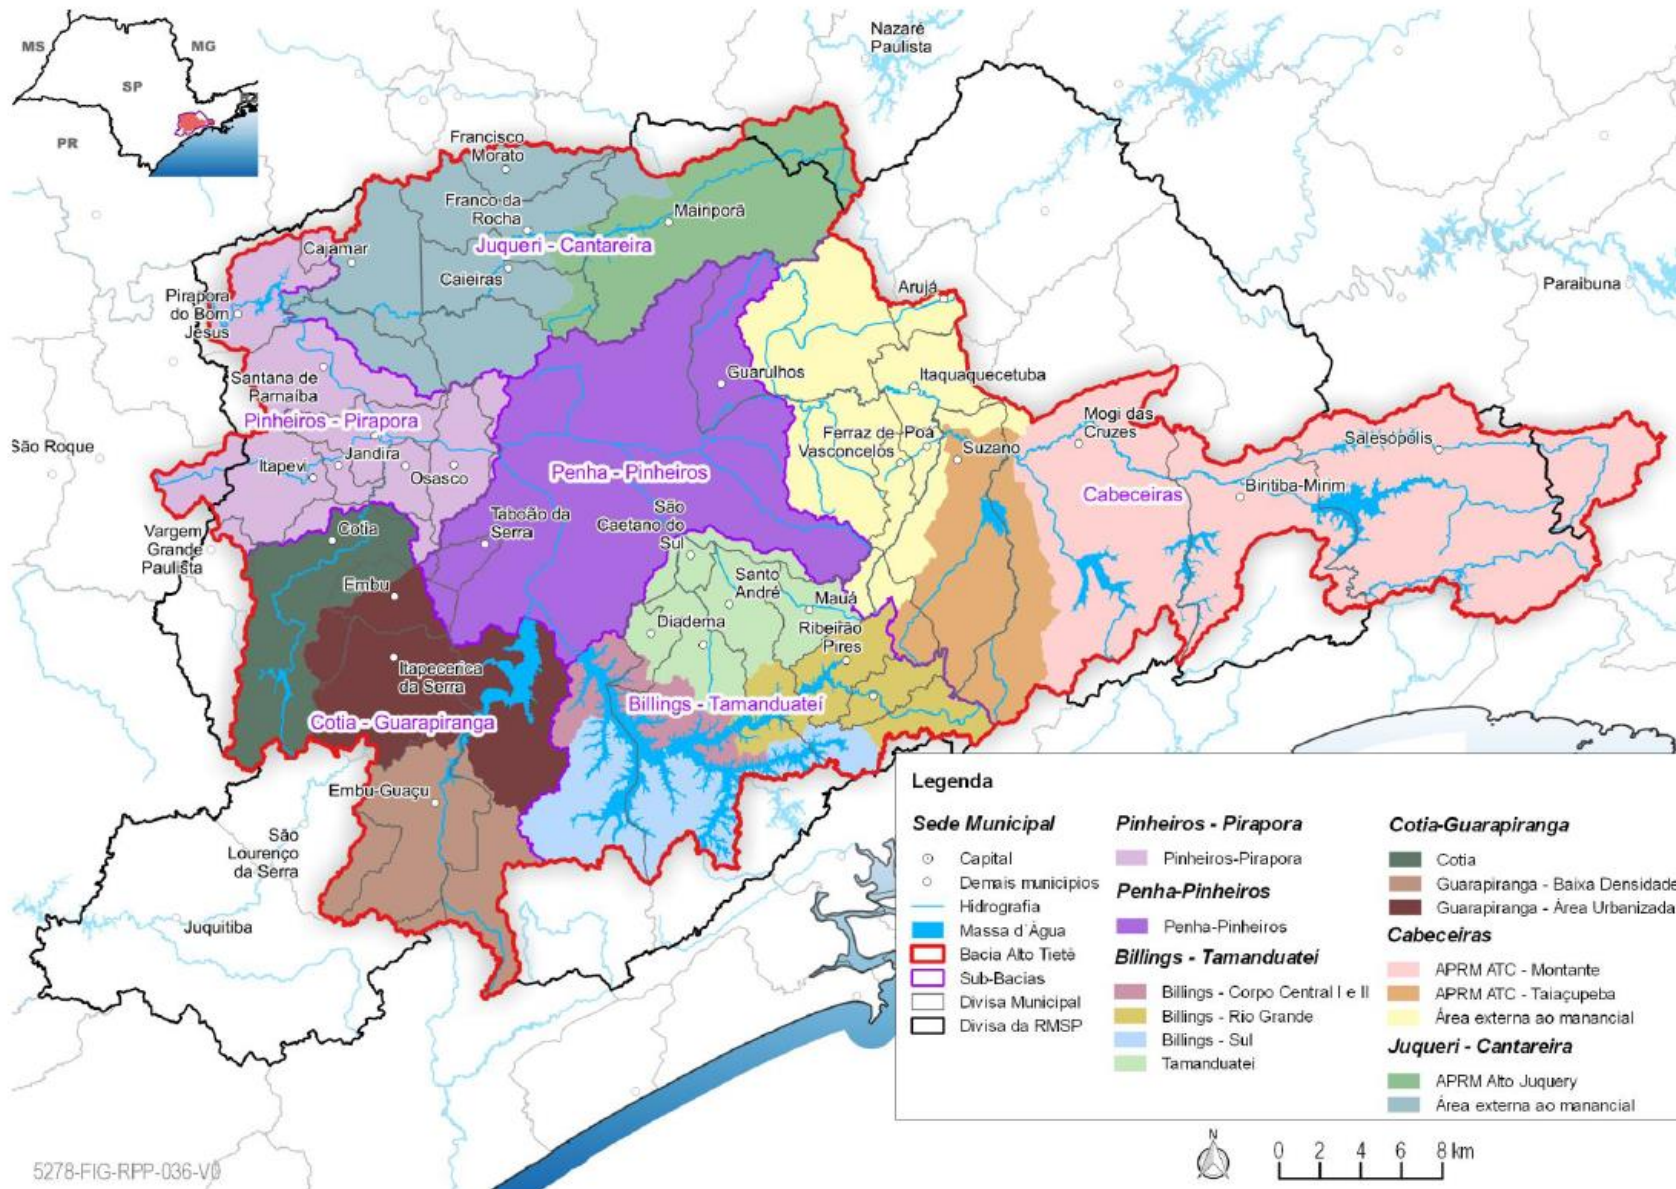 MS
MG
SP
PR
Nazaré
Paulista
Francisco
Morato
Franco da
Rocha
Mairiporã
Juqueri - Cantareira
Cajamar
Caieiras
Pirapora
do Bom
Jesus
Arujá
Paraibuna
Santana de
Parnaíba
Guarulhos
Itaquaquecetuba
Pinheiros - Pirapora
São Roque
Itapevi
Jandira
Osasco
Penha - Pinheiros
Ferraz de
Vasconcelos
Poá
Suzano
Mogi das
Cruzes
Salesópolis
Cabeceiras
Biritiba-Mirim
Vargem
Grande
Paulista
Cotia
Taboão da
Serra
São
Caetano do
Sul
Embu
Santo
André
Mauá
Diadema
Ribeirão
Pires
Itapecerica
da Serra
Cotia - Guarapiranga
Billings - Tamanduateí
Embu-Guaçu
São
Lourenço
da Serra
Juquitiba
Legenda
Sede Municipal
Capital
Demais municipios
Hidrografia
Massa d´Água
Bacia Alto Tietê
Sub-Bacias
Divisa Municipal
Divisa da RMSP
Pinheiros - Pirapora
Pinheiros-Pirapora
Penha-Pinheiros
Penha-Pinheiros
Billings - Tamanduatei
Billings - Corpo Central I e II
Billings - Rio Grande
Billings - Sul
Tamanduatei
Cotia-Guarapiranga
Cotia
Guarapiranga - Baixa Densidade
Guarapiranga - Área Urbanizada
Cabeceiras
APRM ATC - Montante
APRM ATC - Taiaçupeba
Área externa ao manancial
Juqueri - Cantareira
APRM Alto Juquery
Área externa ao manancial
N
0 2 4 6 8 km
5278-FIG-RPP-036-V0